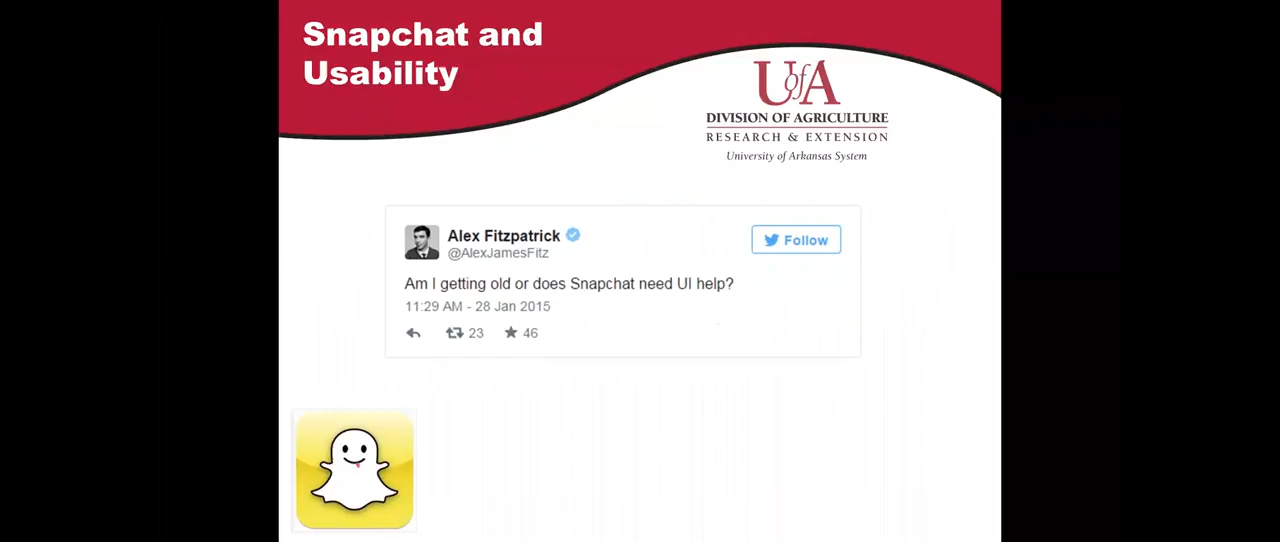 Snapchat and
Usability
UofA
DIVISION OF AGRICULTURE
RESEARCH & EXTENSION
University of Arkansas System
Alex Fitzpatrick
Follow
@AlexJamesFitz
Am I getting old or does Snapchat need UI help?
11:29 AM - 28 Jan 2015
23 46